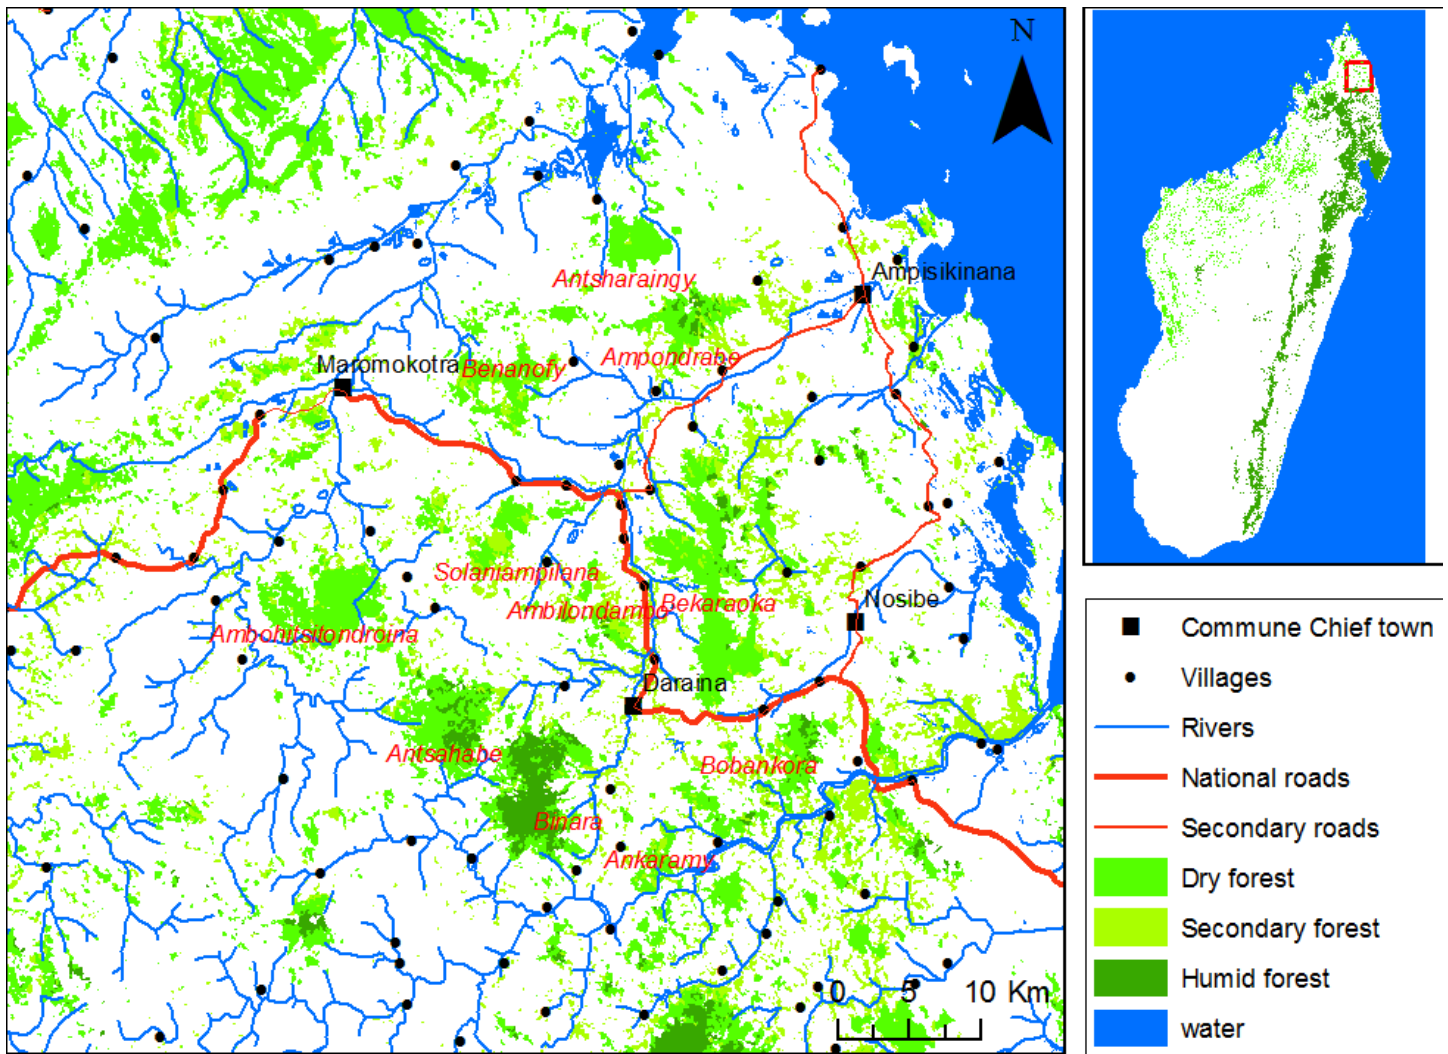 N
Antsharaingy
Ampisikinana
Maromokotra
Benanofy
Ampondrabe
Solaniampilana
Ambilondambo
Bekaraoka
Nosibe
Ambohitsitondroina
Daraina
Antsahabe
Bobankora
Binara
Ankaramy
0 5 10 Km
Commune Chief town
Villages
Rivers
National roads
Secondary roads
Dry forest
Secondary forest
Humid forest
water